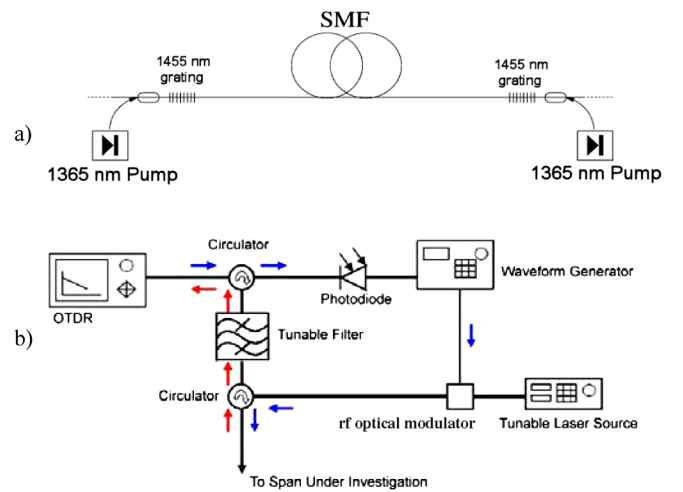 SMF
1455 nm
grating
1455 nm
grating
a)
1365 nm Pump
1365 nm Pump
Circulator
OTDR
Photodiode
Waveform Generator
b)
Tunable Filter
Circulator
rf optical modulator
Tunable Laser Source
To Span Under Investigation